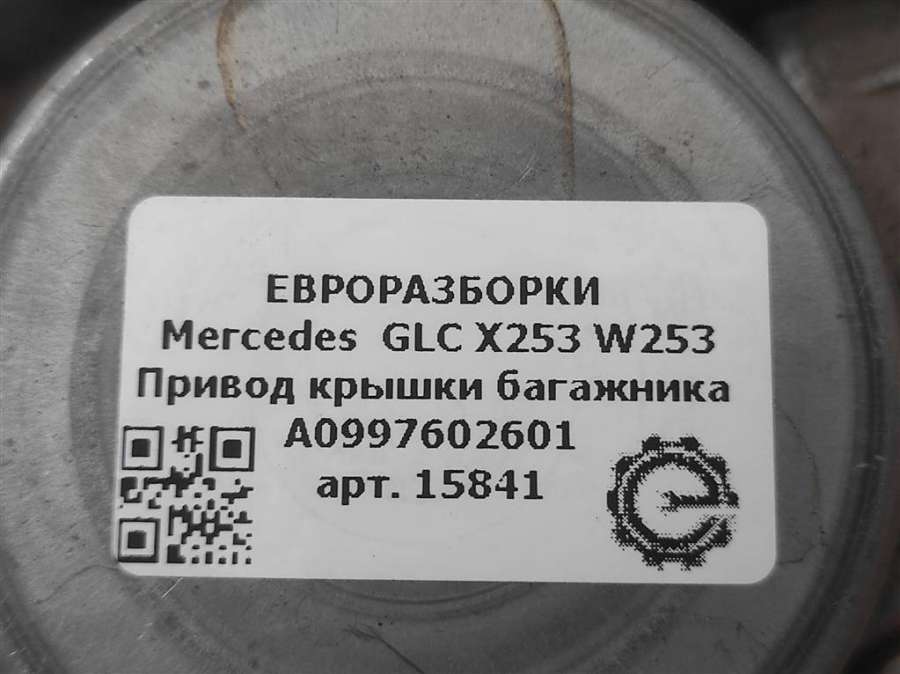 ЕВРОРАЗБОРКИ
Mercedes GLC X253 W253
Привод крышки багажника
A0997602601
арт. 15841